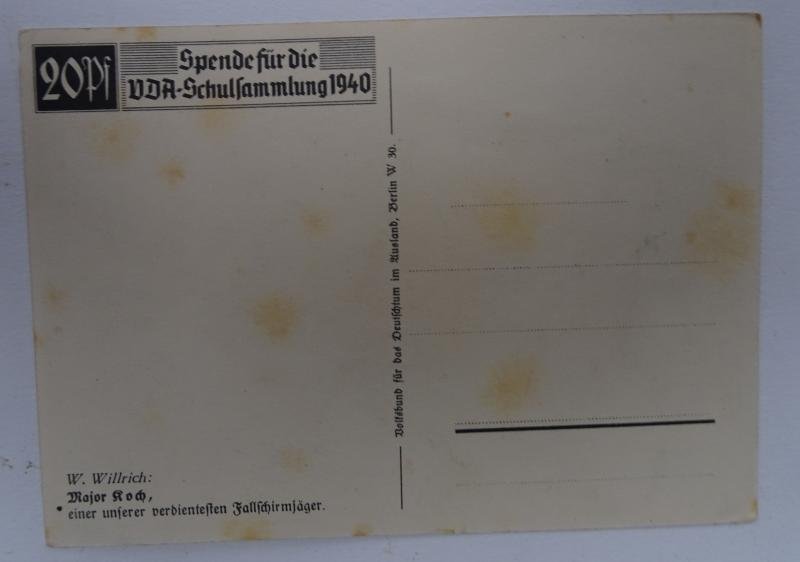 20Pf
Spende für die
VDA-Schulsammlung 1940
Volksbund für das Deutschtum im Ausland, Berlin W 30.
W. Willrich:
Major Koch,
einer unserer verdientesten Fallschirmjäger.